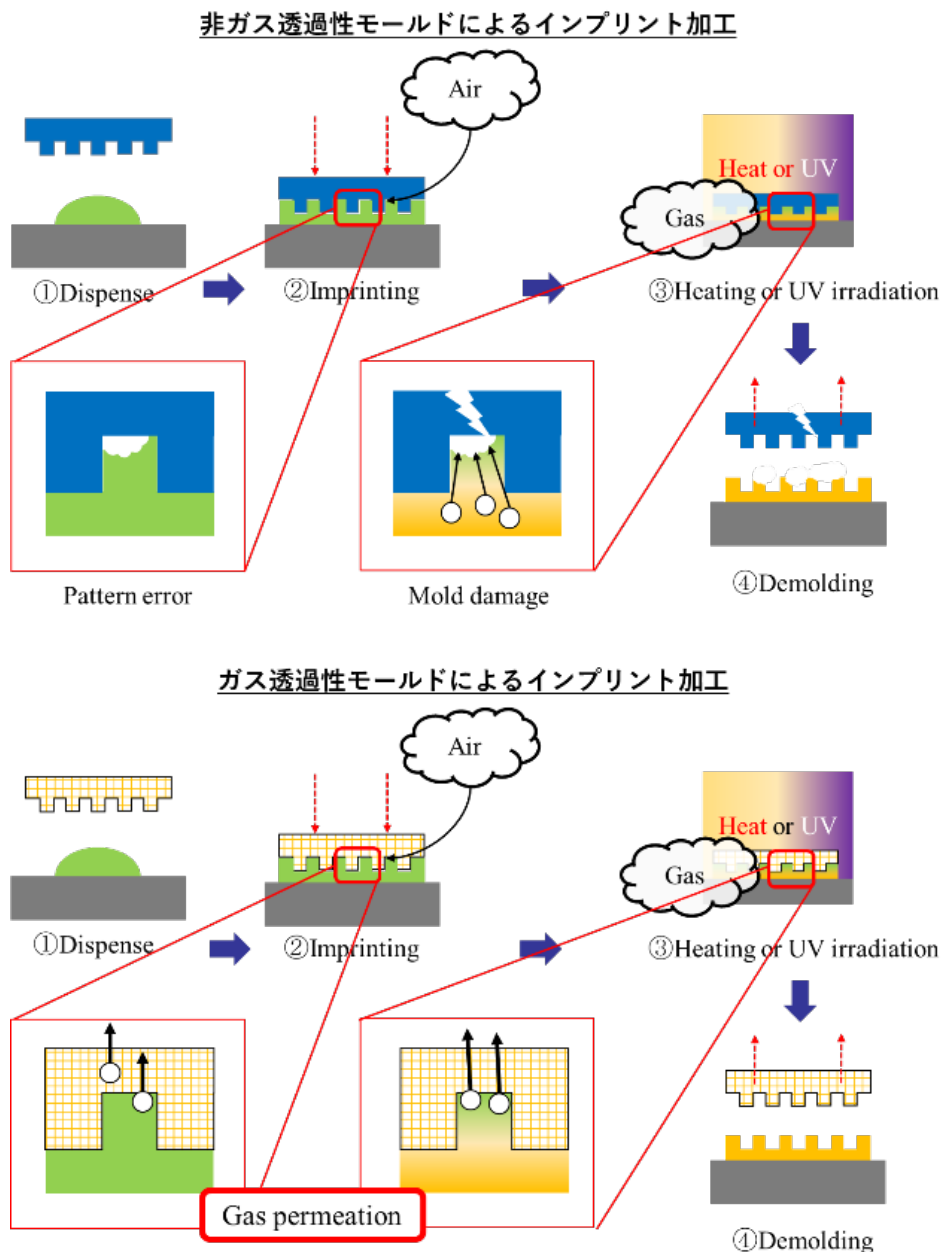 非ガス透過性モールドによるインプリント加工
Air
Heat or UV
Gas
①Dispense
②Imprinting
③Heating or UV irradiation
Pattern error
Mold damage
④Demolding
ガス透過性モールドによるインプリント加工
Air
Heat or UV
Gas
①Dispense
②Imprinting
③Heating or UV irradiation
Gas permeation
④Demolding